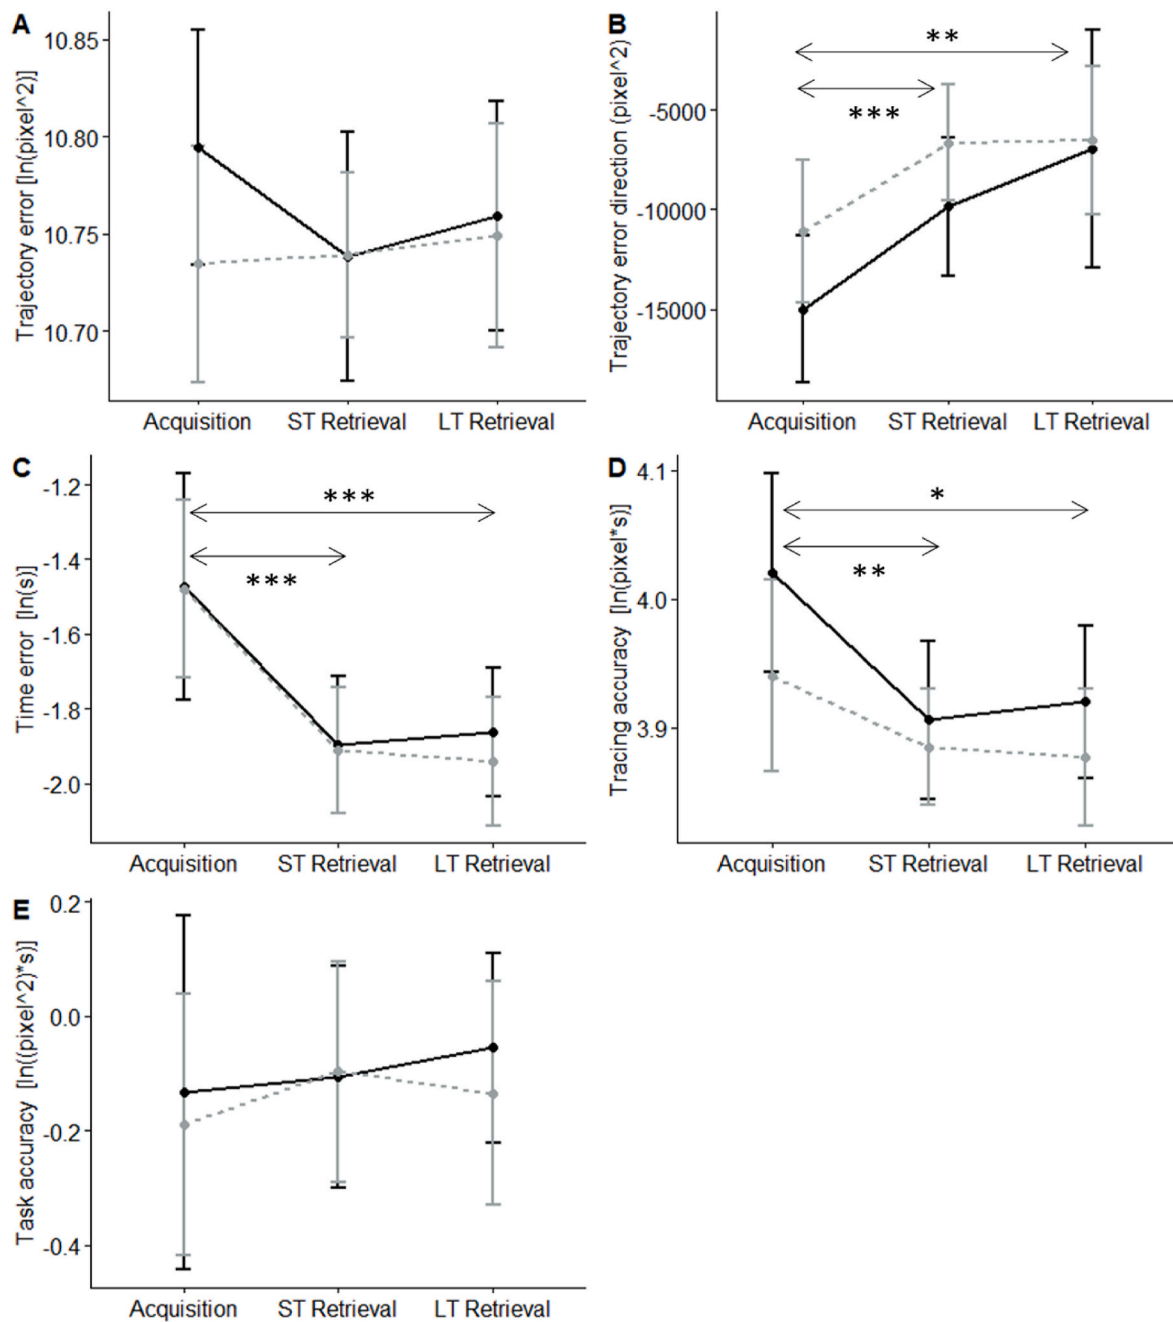 A
Trajectory error [ln(pixel^2)]
10.85
10.80
10.75
10.70
Acquisition ST Retrieval LT Retrieval
B
Trajectory error direction (pixel^2)
-5000
-10000
-15000
**
***
Acquisition ST Retrieval LT Retrieval
C
Time error [ln(s)]
-1.2
-1.4
-1.6
-1.8
-2.0
***
***
Acquisition ST Retrieval LT Retrieval
D
Tracing accuracy [ln(pixel*s)]
4.1
4.0
3.9
*
**
Acquisition ST Retrieval LT Retrieval
E
Task accuracy [ln((pixel^2)*s)]
0.2
0.0
-0.2
-0.4
Acquisition ST Retrieval LT Retrieval